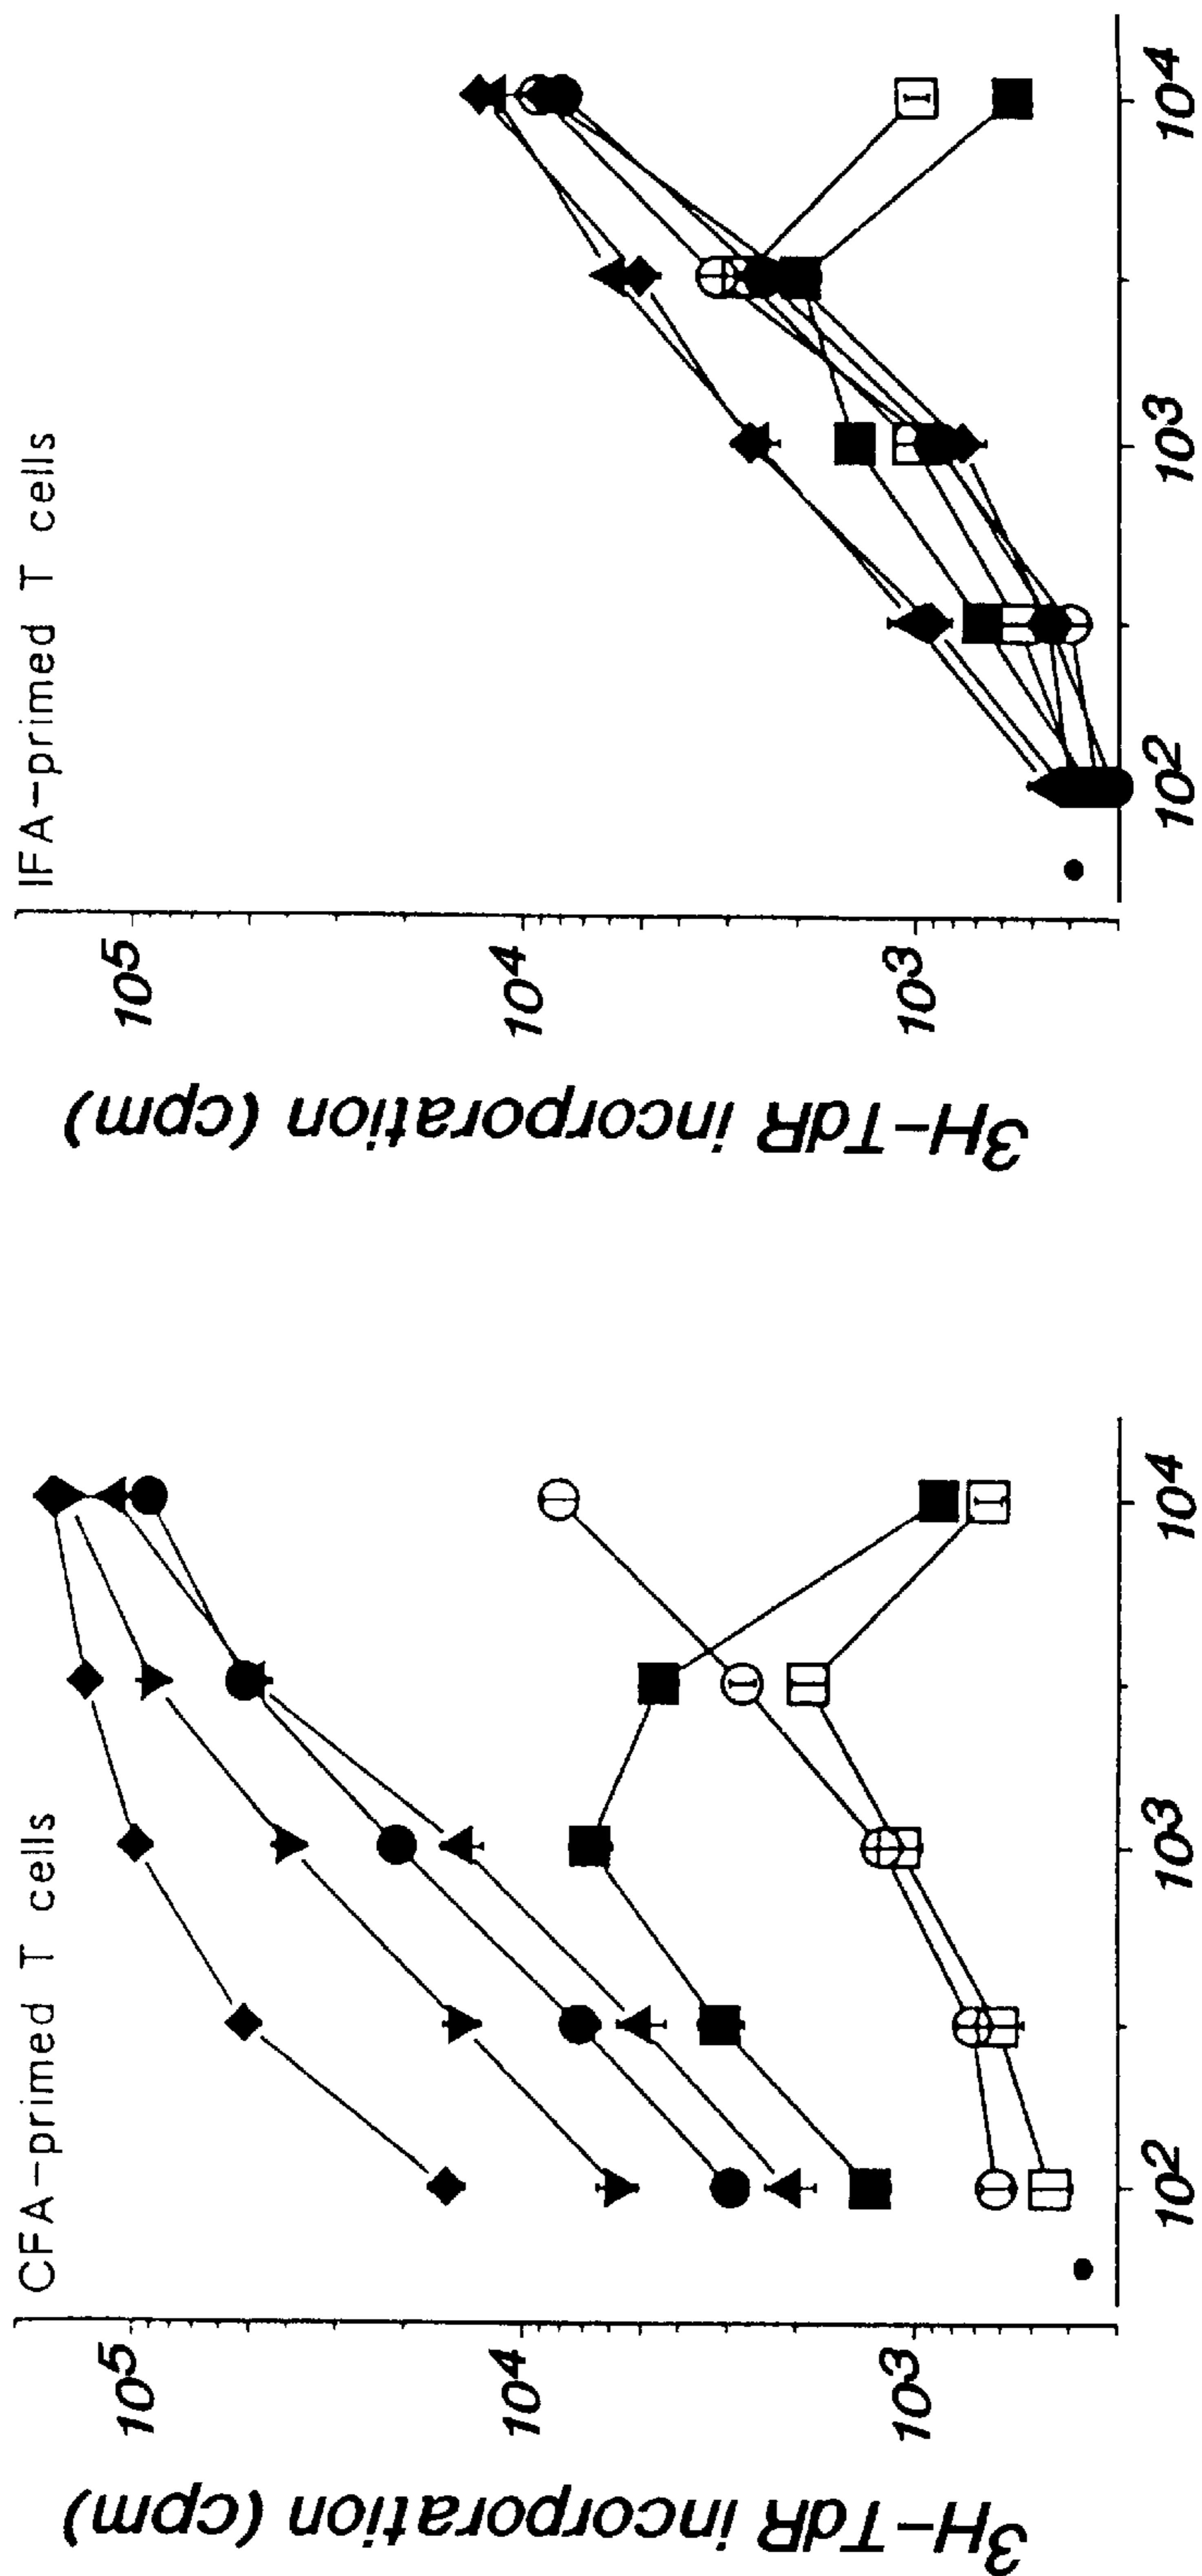 CFA-primed T cells
3H-TdR incorporation (cpm)
10⁵
10⁴
10³
10² 10³ 10⁴
IFA-primed T cells
3H-TdR incorporation (cpm)
10⁵
10⁴
10³
10² 10³ 10⁴